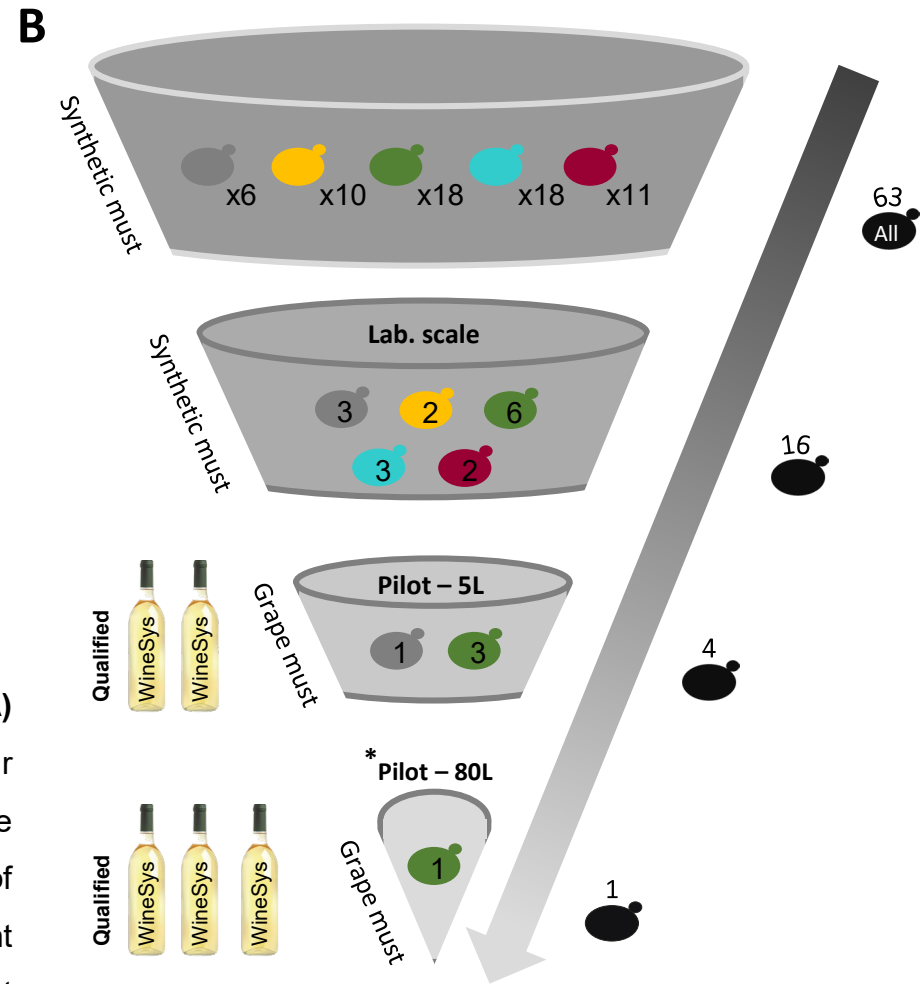 B
Synthetic must
x6 x10 x18 x18 x11
63
All
Synthetic must
Lab. scale
3 2 6
3 2
16
Qualified
WineSys WineSys
Grape must
Pilot – 5L
1 3
4
)
r
e
of
*Pilot – 80L
Qualified
WineSys WineSys WineSys
Grape must
1
1